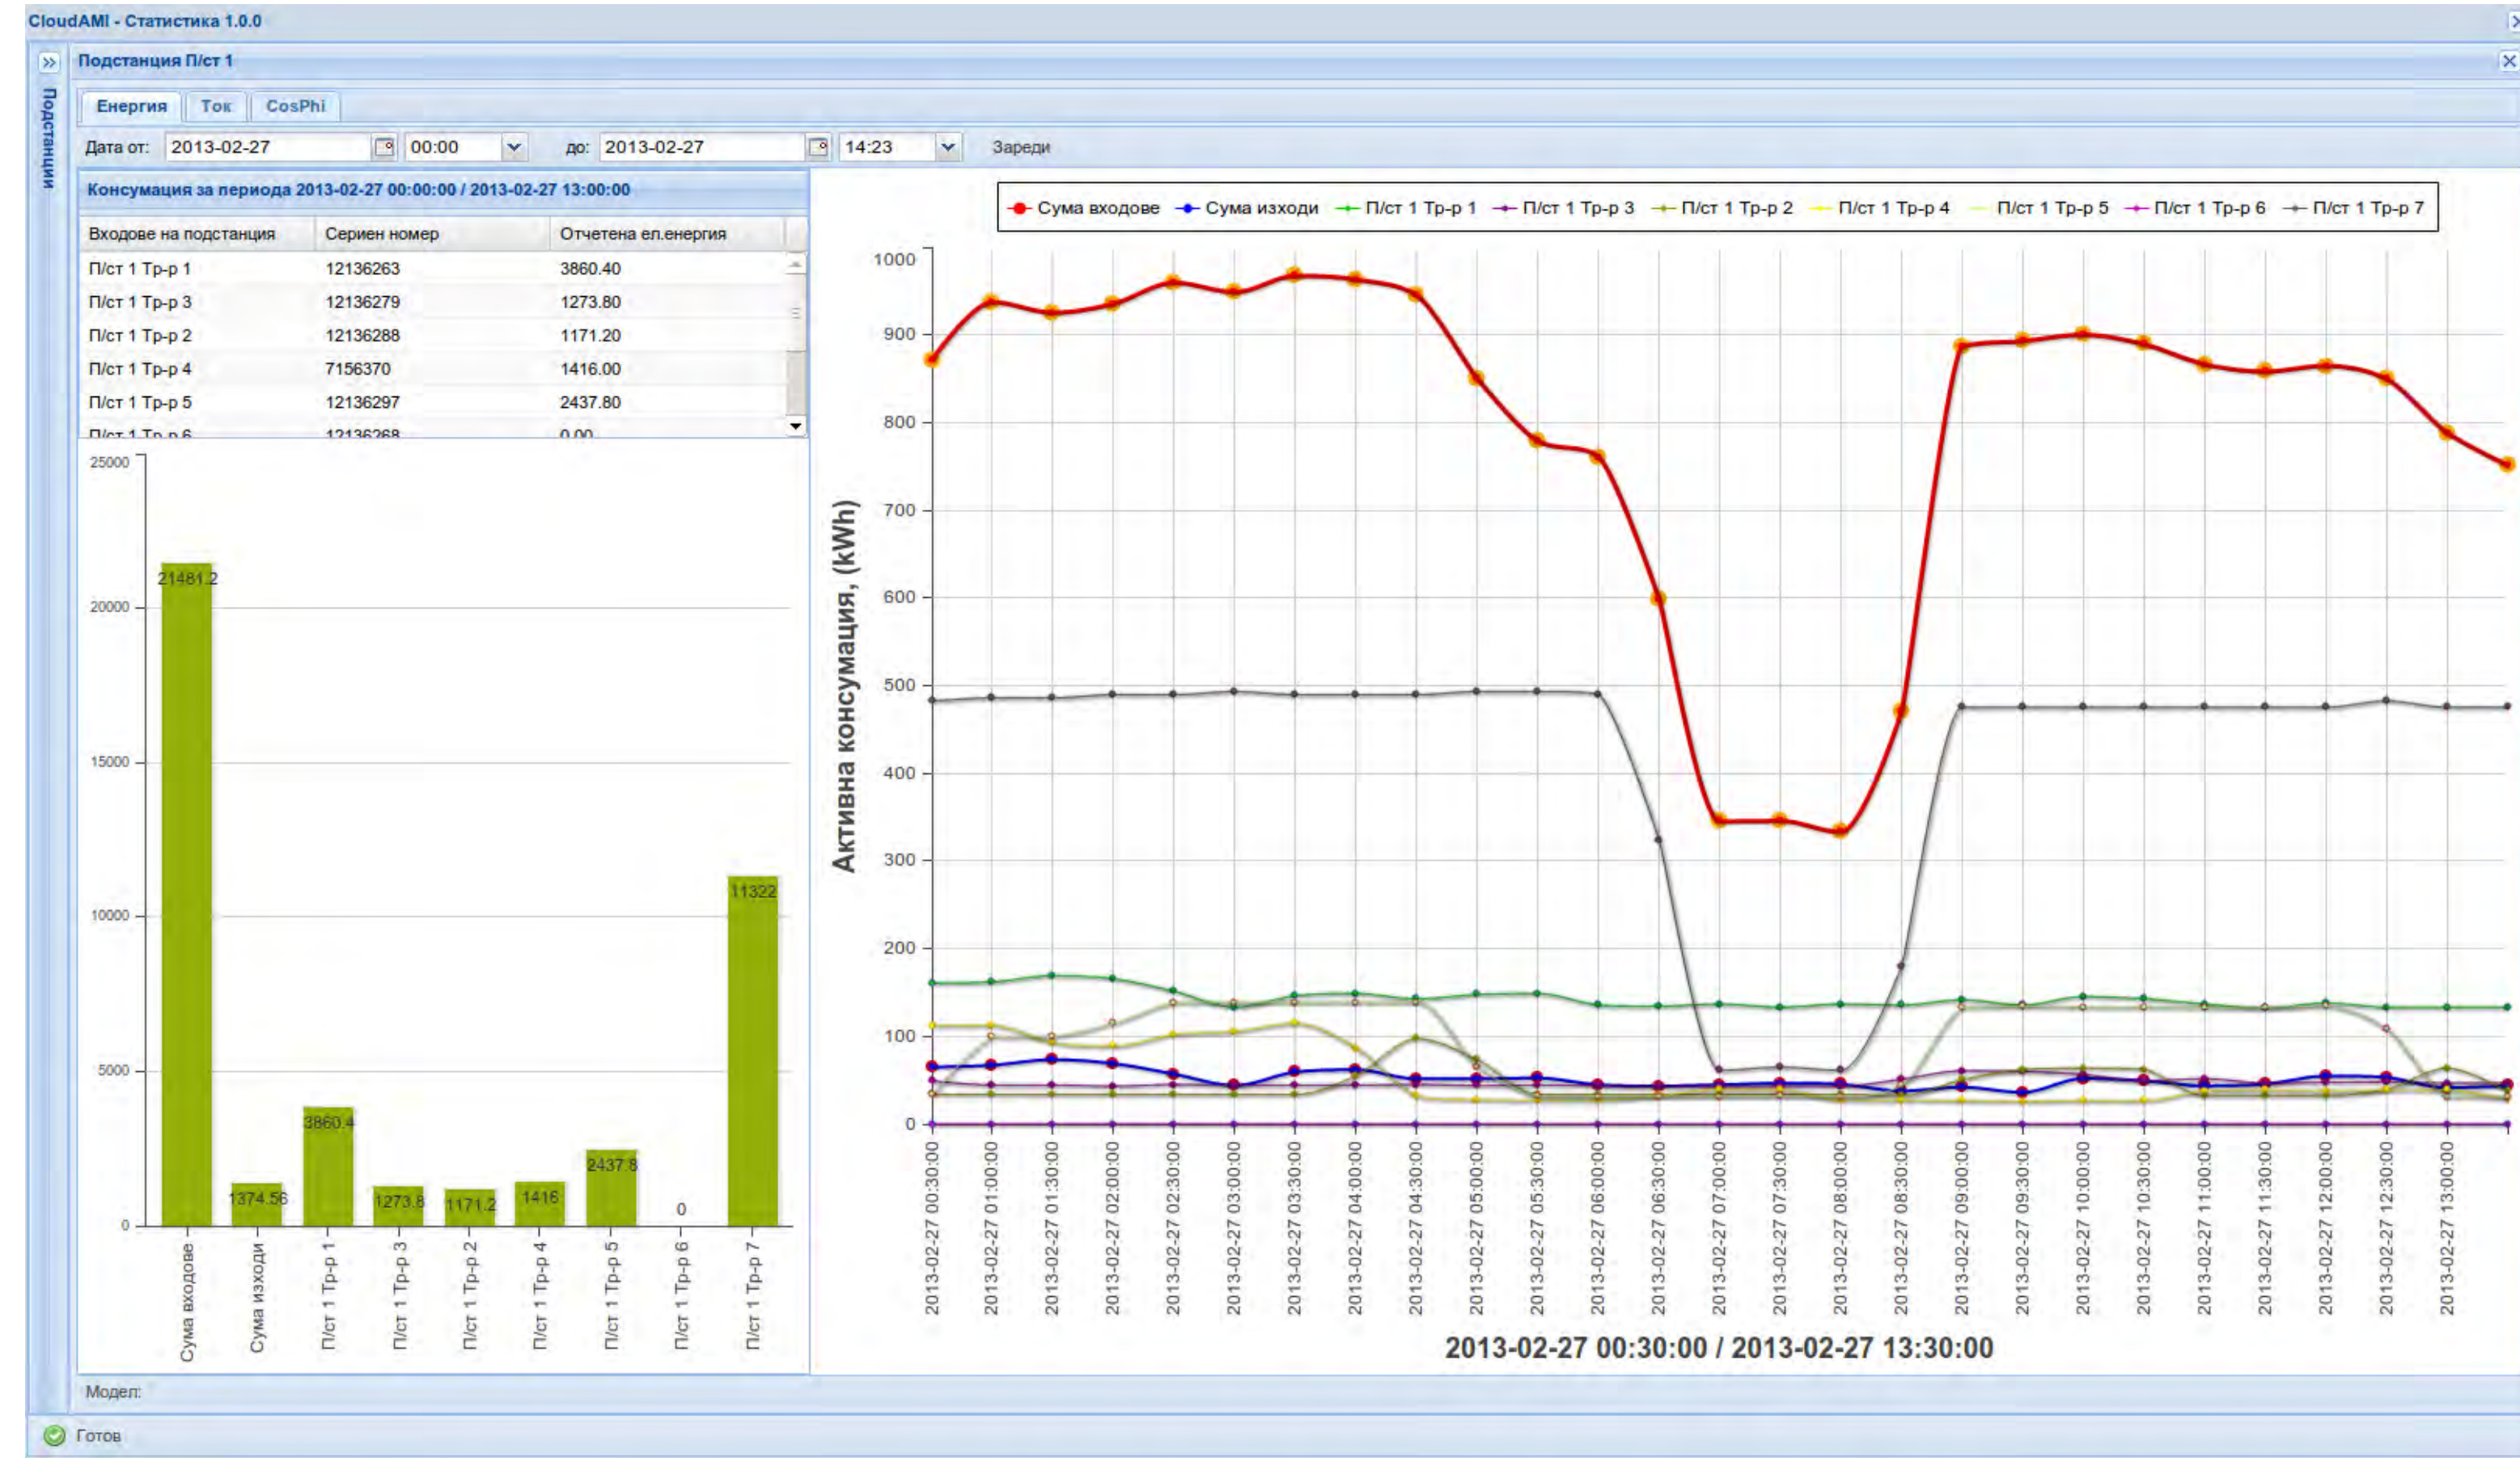 CloudAMI - Статистика 1.0.0
Подстанции
Подстанция П/ст 1
Енергия Ток CosPhi
Дата от: 2013-02-27 00:00 до: 2013-02-27 14:23 Зареди
Консумация за периода 2013-02-27 00:00:00 / 2013-02-27 13:00:00
Входове на подстанция Сериен номер Отчетена ел.енергия
П/ст 1 Тр-р 1 12136263 3860.40
П/ст 1 Тр-р 3 12136279 1273.80
П/ст 1 Тр-р 2 12136288 1171.20
П/ст 1 Тр-р 4 7156370 1416.00
П/ст 1 Тр-р 5 12136297 2437.80
П/ст 1 Тр-р 6 12136268 0.00
25000
20000
15000
10000
5000
0
21481.2
1374.56
3860.4
1273.8
1171.2
1416
2437.8
0
11322
Сума входове
Сума изходи
П/ст 1 Тр-р 1
П/ст 1 Тр-р 3
П/ст 1 Тр-р 2
П/ст 1 Тр-р 4
П/ст 1 Тр-р 5
П/ст 1 Тр-р 6
П/ст 1 Тр-р 7
Сума входове Сума изходи П/ст 1 Тр-р 1 П/ст 1 Тр-р 3 П/ст 1 Тр-р 2 П/ст 1 Тр-р 4 П/ст 1 Тр-р 5 П/ст 1 Тр-р 6 П/ст 1 Тр-р 7
Активна консумация, (kWh)
1000
900
800
700
600
500
400
300
200
100
0
2013-02-27 00:30:00
2013-02-27 01:00:00
2013-02-27 01:30:00
2013-02-27 02:00:00
2013-02-27 02:30:00
2013-02-27 03:00:00
2013-02-27 03:30:00
2013-02-27 04:00:00
2013-02-27 04:30:00
2013-02-27 05:00:00
2013-02-27 05:30:00
2013-02-27 06:00:00
2013-02-27 06:30:00
2013-02-27 07:00:00
2013-02-27 07:30:00
2013-02-27 08:00:00
2013-02-27 08:30:00
2013-02-27 09:00:00
2013-02-27 09:30:00
2013-02-27 10:00:00
2013-02-27 10:30:00
2013-02-27 11:00:00
2013-02-27 11:30:00
2013-02-27 12:00:00
2013-02-27 12:30:00
2013-02-27 13:00:00
2013-02-27 00:30:00 / 2013-02-27 13:30:00
Модел:
Готов